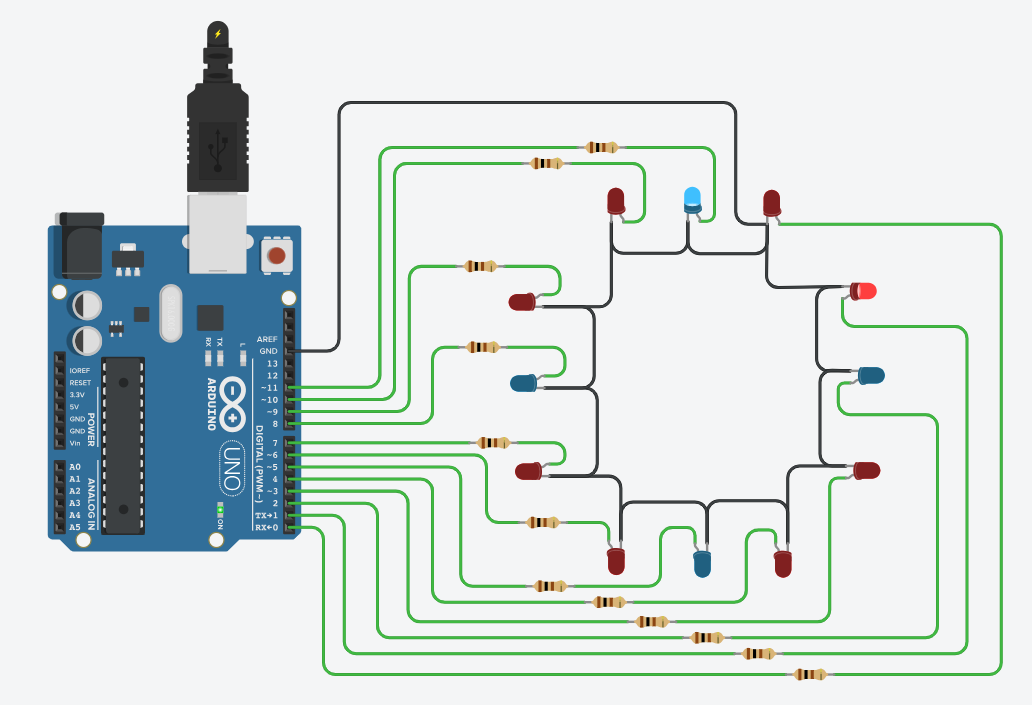 RX
TX
L
AREF
GND
13
12
~11
~10
~9
8
7
~6
~5
4
~3
2
TX→1
RX←0
DIGITAL (PWM~)
ARDUINO
UNO
ON
IOREF
RESET
3.3V
5V
GND
GND
Vin
POWER
A0
A1
A2
A3
A4
A5
ANALOG IN